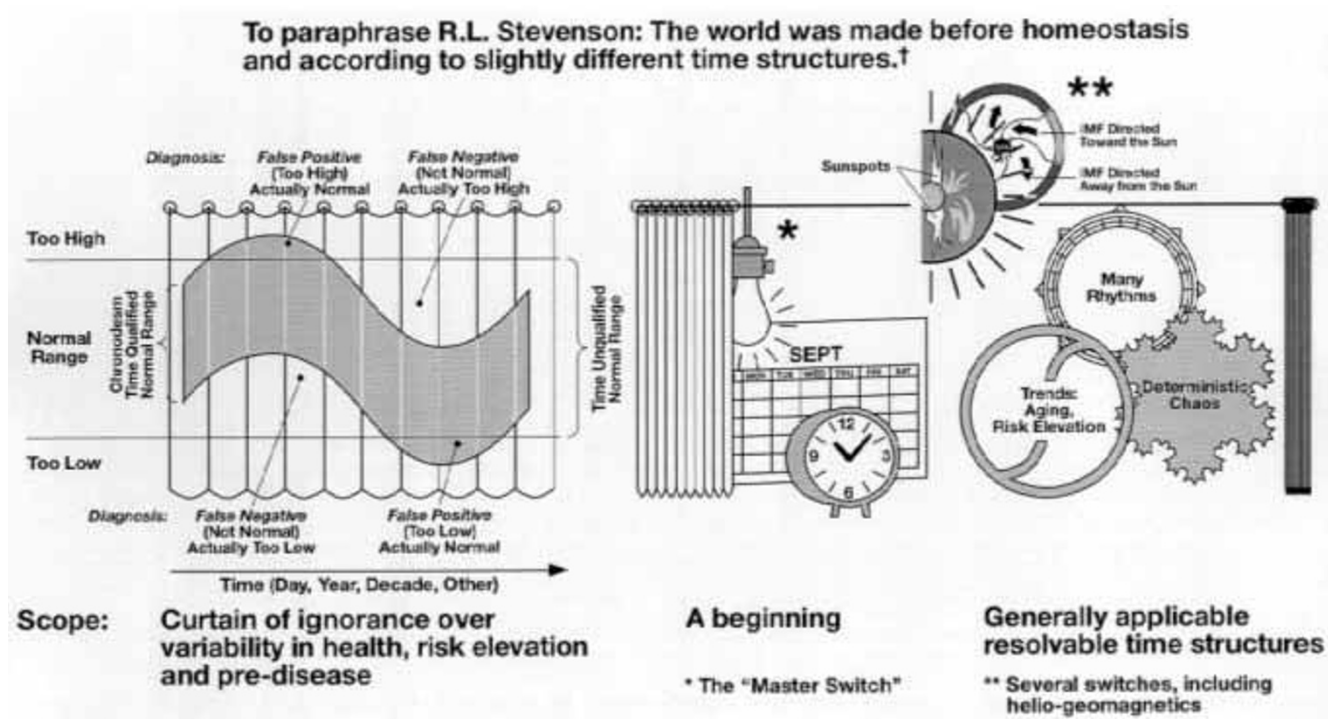 To paraphrase R.L. Stevenson: The world was made before homeostasis
and according to slightly different time structures.†
**
IMF Directed
Toward the Sun
IMF Directed
Away from the Sun
Sunspots
Diagnosis:
False Positive
(Too High)
Actually Normal
False Negative
(Not Normal)
Actually Too High
Too High
Normal
Range
Too Low
Chronodesm
Time Qualified
Normal Range
Time Unqualified
Normal Range
Diagnosis:
False Negative
(Not Normal)
Actually Too Low
False Positive
(Too Low)
Actually Normal
Time (Day, Year, Decade, Other)
*
SEPT
MON TUE WED THU FRI SAT
12
3
6
9
Many
Rhythms
Trends:
Aging,
Risk Elevation
Deterministic
Chaos
Scope:
Curtain of ignorance over
variability in health, risk elevation
and pre-disease
A beginning
* The “Master Switch”
Generally applicable
resolvable time structures
** Several switches, including
helio-geomagnetics